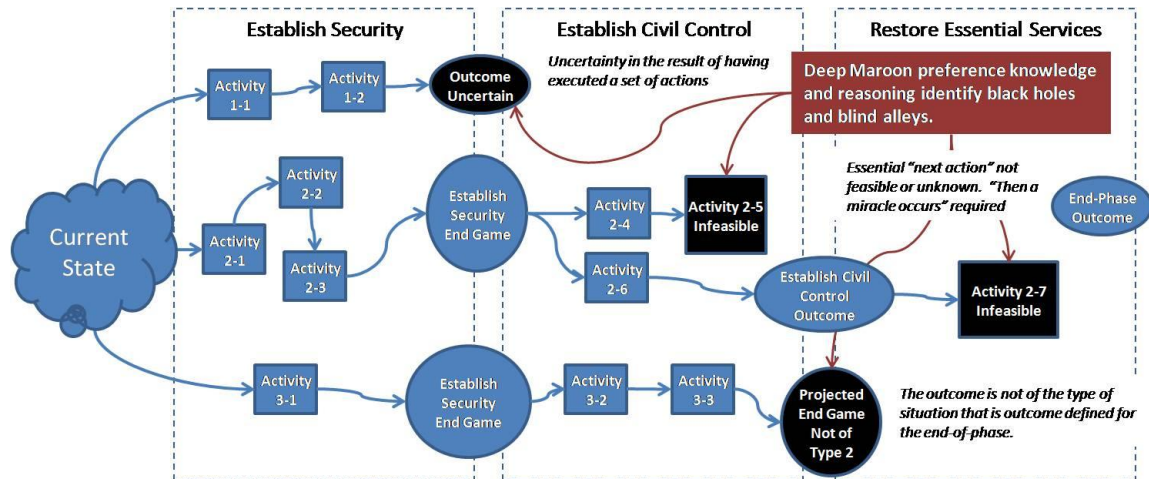 Establish Security
Establish Civil Control
Restore Essential Services
Activity
1-1
Activity
1-2
Outcome
Uncertain
Uncertainty in the result of having
executed a set of actions
Deep Maroon preference knowledge
and reasoning identify black holes
and blind alleys.
Current
State
Activity
2-1
Activity
2-2
Activity
2-3
Establish
Security
End Game
Activity
2-4
Activity 2-5
Infeasible
Activity
2-6
Essential “next action” not
feasible or unknown. “Then a
miracle occurs” required
End-Phase
Outcome
Establish Civil
Control
Outcome
Activity 2-7
Infeasible
Activity
3-1
Establish
Security
End Game
Activity
3-2
Activity
3-3
Projected
End Game
Not of
Type 2
The outcome is not of the type of
situation that is outcome defined for
the end-of-phase.